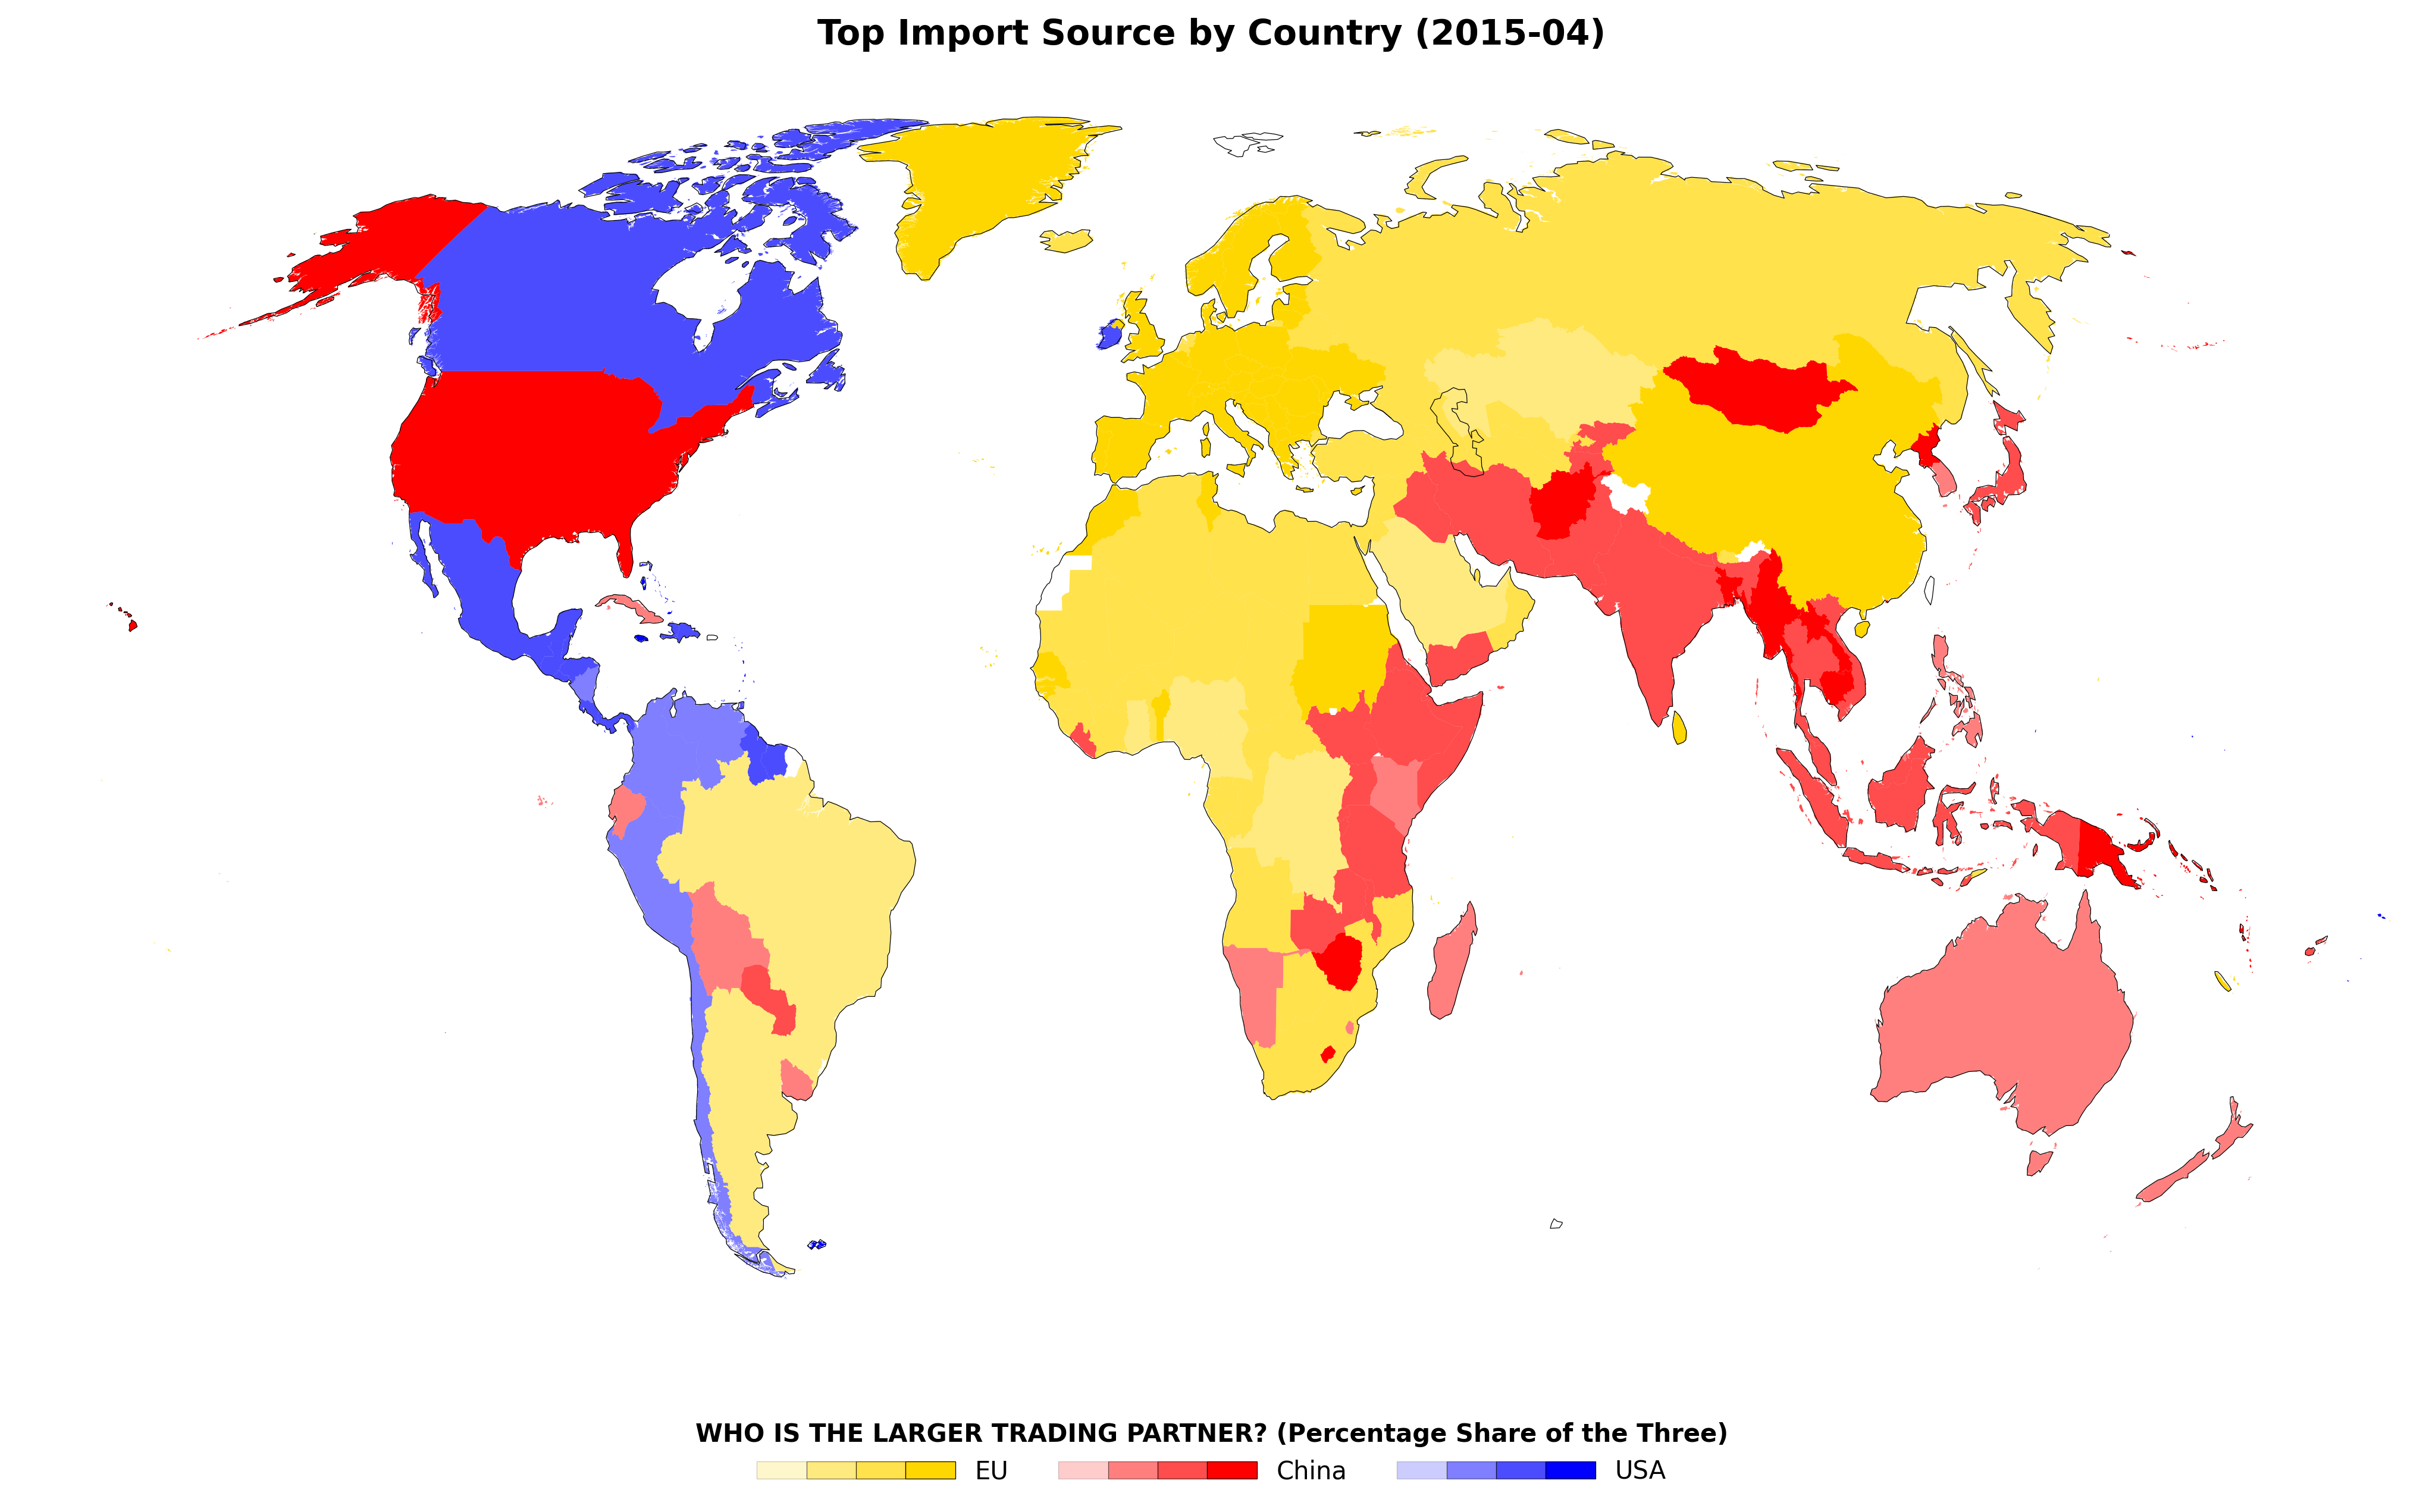 Top Import Source by Country (2015-04)
WHO IS THE LARGER TRADING PARTNER? (Percentage Share of the Three)
EU China USA